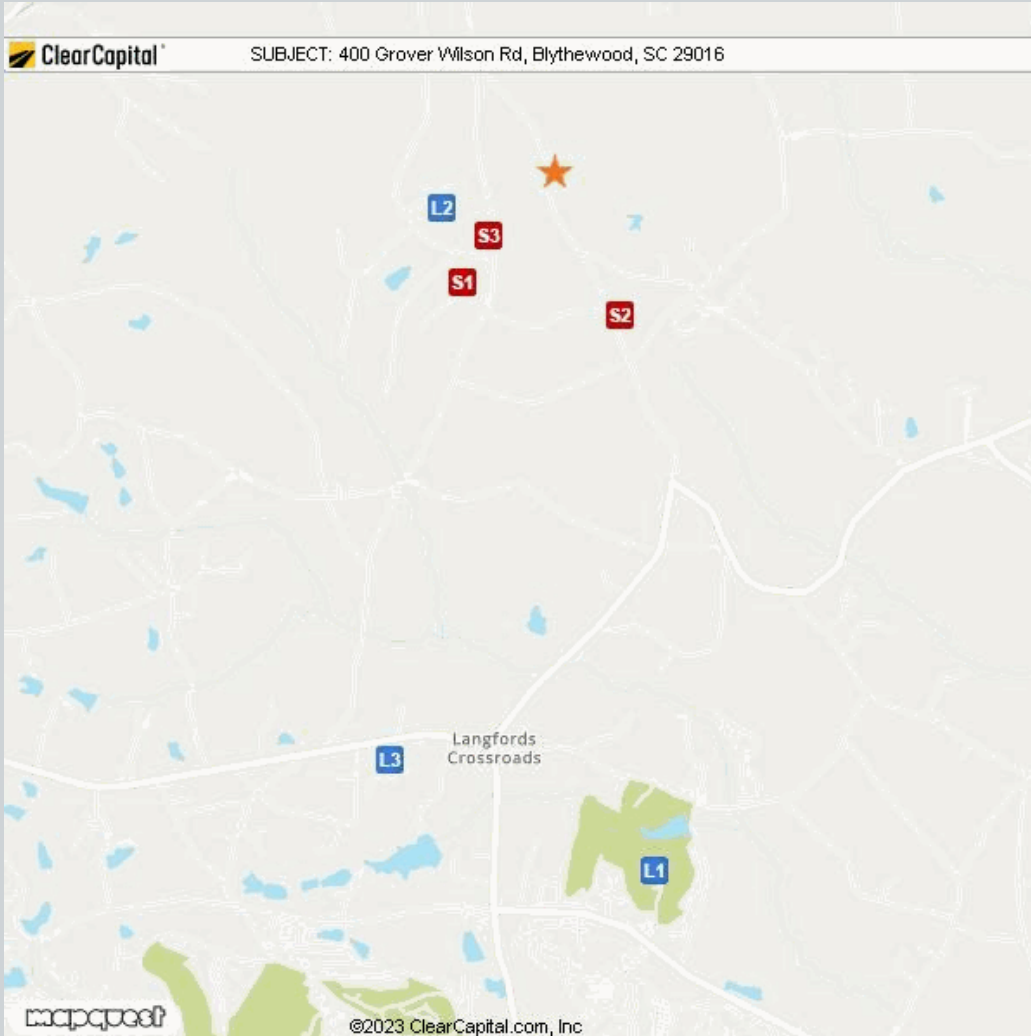 ClearCapital
SUBJECT: 400 Grover Wilson Rd, Blythewood, SC 29016
L2
S3
S1
S2
Langfords
Crossroads
L3
L1
mapquest
©2023 ClearCapital.com, Inc